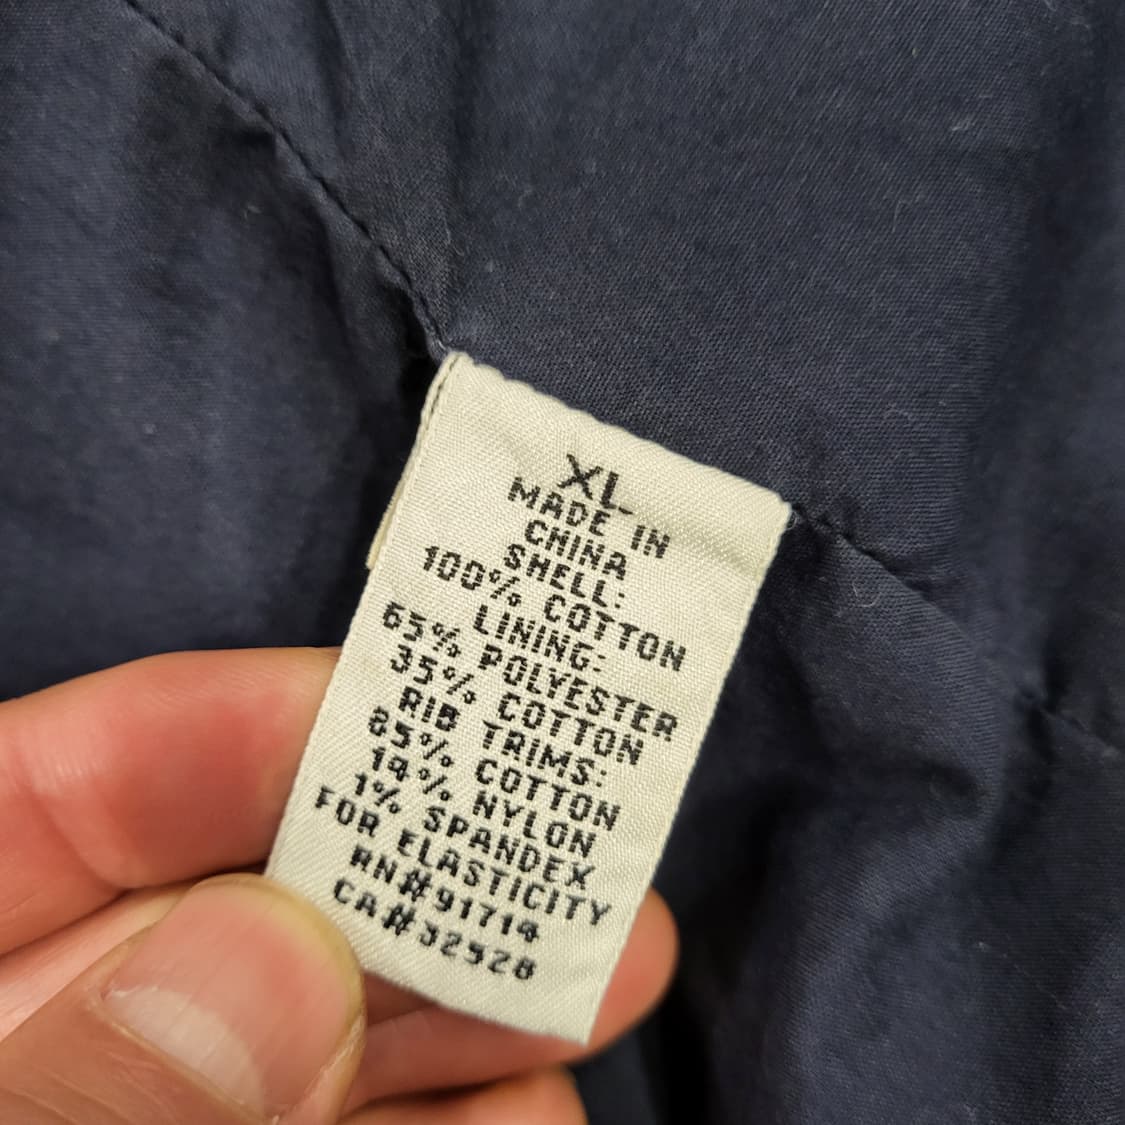 XL
MADE IN
CHINA
SHELL:
100% COTTON
LINING:
65% POLYESTER
35% COTTON
RIB TRIMS:
85% COTTON
14% NYLON
1% SPANDEX
FOR ELASTICITY
RN#91714
CA#32528